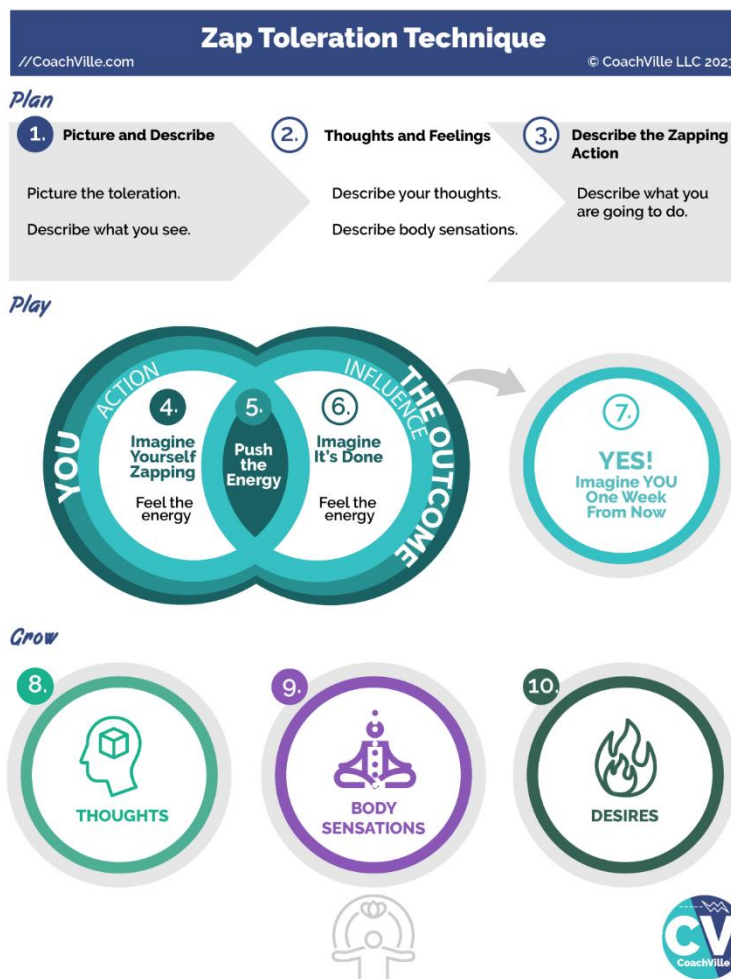 Zap Toleration Technique
//CoachVille.com
© CoachVille LLC 2023
Plan
1. Picture and Describe
Picture the toleration.
Describe what you see.
2. Thoughts and Feelings
Describe your thoughts.
Describe body sensations.
3. Describe the Zapping
Action
Describe what you
are going to do.
Play
YOU
ACTION
4.
Imagine
Yourself
Zapping
Feel the
energy
5.
Push
the
Energy
6.
Imagine
It's Done
Feel the
energy
INFLUENCE
THE OUTCOME
7.
YES!
Imagine YOU
One Week
From Now
Grow
8.
THOUGHTS
9.
BODY
SENSATIONS
10.
DESIRES
CV
CoachVille